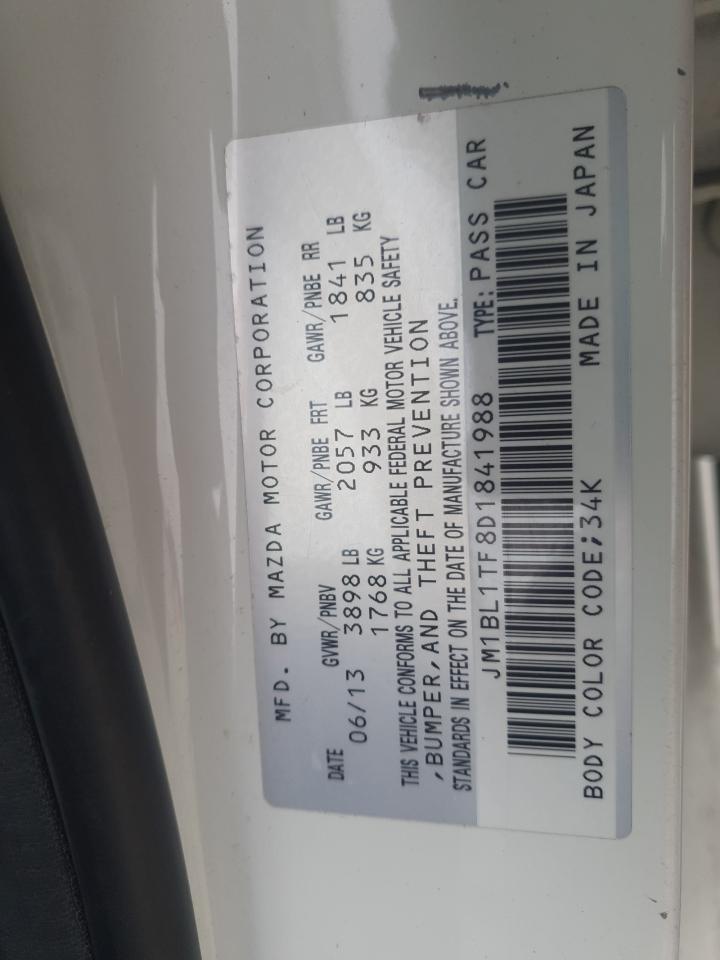 MFD. BY MAZDA MOTOR CORPORATION
DATE GVWR/PNBV GAWR/PNBE FRT GAWR/PNBE RR
06/13 3898 LB 2057 LB 1841 LB
1768 KG 933 KG 835 KG
THIS VEHICLE CONFORMS TO ALL APPLICABLE FEDERAL MOTOR VEHICLE SAFETY
,BUMPER,AND THEFT PREVENTION
STANDARDS IN EFFECT ON THE DATE OF MANUFACTURE SHOWN ABOVE.
JM1BL1TF8D1841988 TYPE: PASS CAR
BODY COLOR CODE;34K MADE IN JAPAN